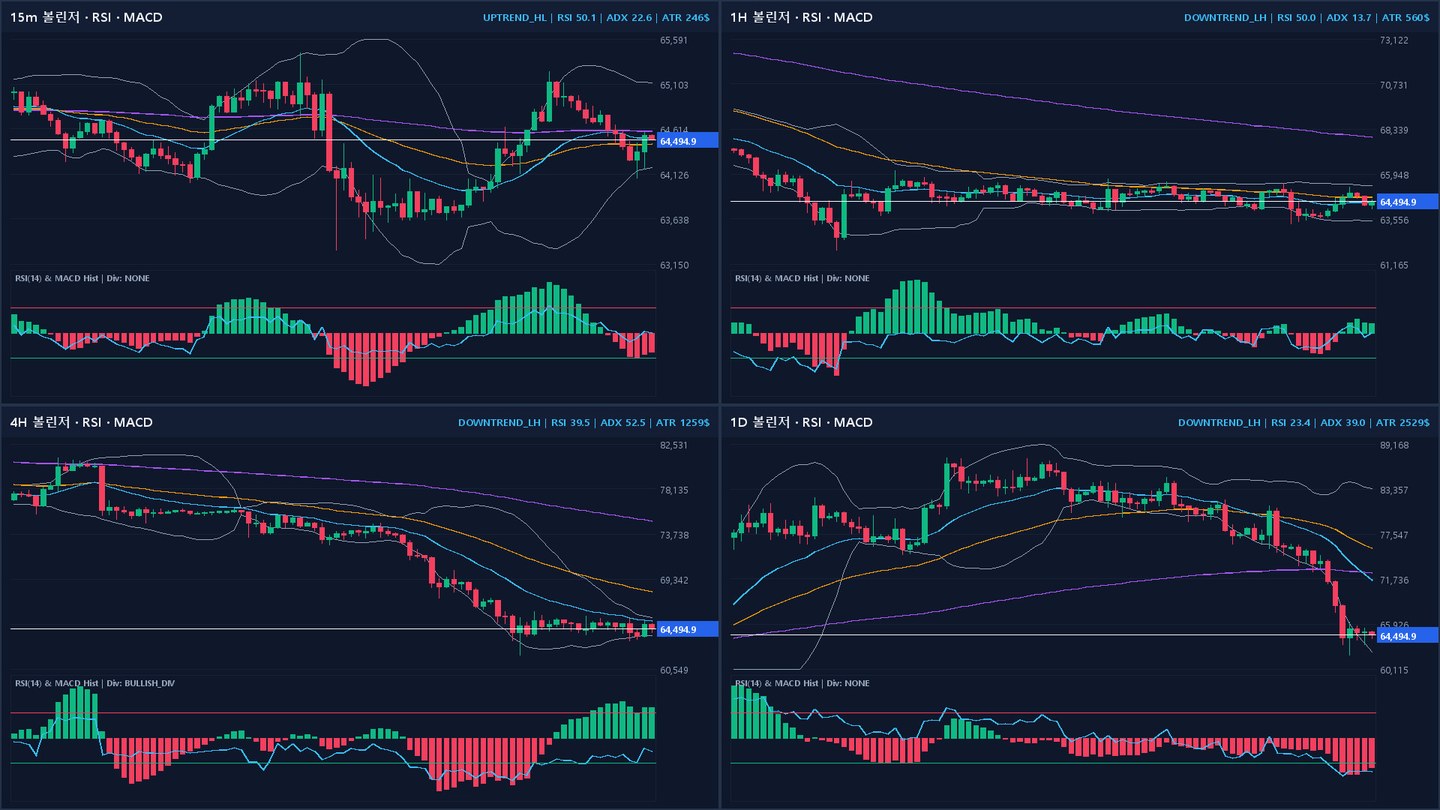 15m 볼린저 · RSI · MACD
UPTREND_HL | RSI 50.1 | ADX 22.6 | ATR 246$
65,591
65,103
64,614
64,494.9
64,126
63,638
63,150
RSI(14) & MACD Hist | Div: NONE
1H 볼린저 · RSI · MACD
DOWNTREND_LH | RSI 50.0 | ADX 13.7 | ATR 560$
73,122
70,731
68,339
65,948
64,494.9
63,556
61,165
RSI(14) & MACD Hist | Div: NONE
4H 볼린저 · RSI · MACD
DOWNTREND_LH | RSI 39.5 | ADX 52.5 | ATR 1259$
82,531
78,135
73,738
69,342
64,494.9
60,549
RSI(14) & MACD Hist | Div: BULLISH_DIV
1D 볼린저 · RSI · MACD
DOWNTREND_LH | RSI 23.4 | ADX 39.0 | ATR 2529$
89,168
83,357
77,547
71,736
65,926
64,494.9
60,115
RSI(14) & MACD Hist | Div: NONE